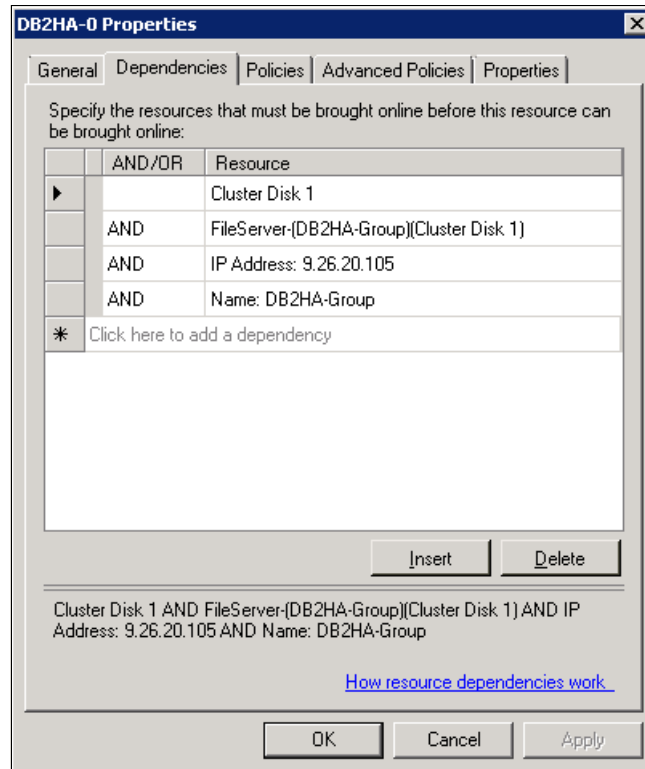 DB2HA-0 Properties
General Dependencies Policies Advanced Policies Properties
Specify the resources that must be brought online before this resource can
be brought online:
AND/OR Resource
Cluster Disk 1
AND FileServer-(DB2HA-Group)(Cluster Disk 1)
AND IP Address: 9.26.20.105
AND Name: DB2HA-Group
Click here to add a dependency
Insert Delete
Cluster Disk 1 AND FileServer-(DB2HA-Group)(Cluster Disk 1) AND IP
Address: 9.26.20.105 AND Name: DB2HA-Group
How resource dependencies work
OK Cancel Apply